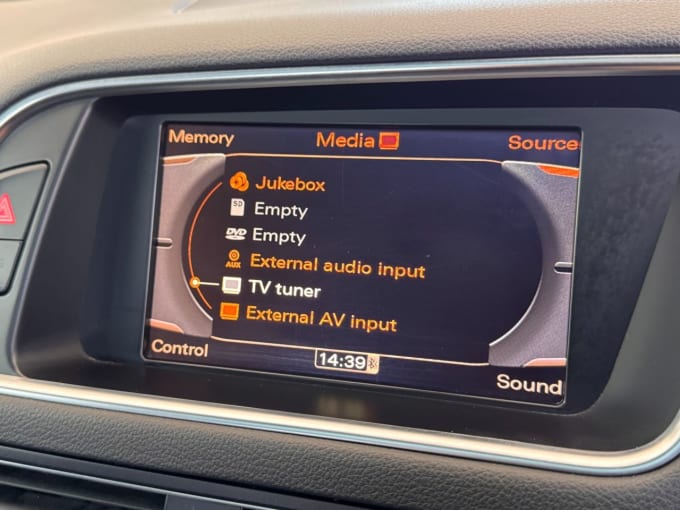 Memory
Media
Source
Jukebox
SD
Empty
DVD
Empty
AUX
External audio input
TV tuner
External AV input
Control
14:39
Sound